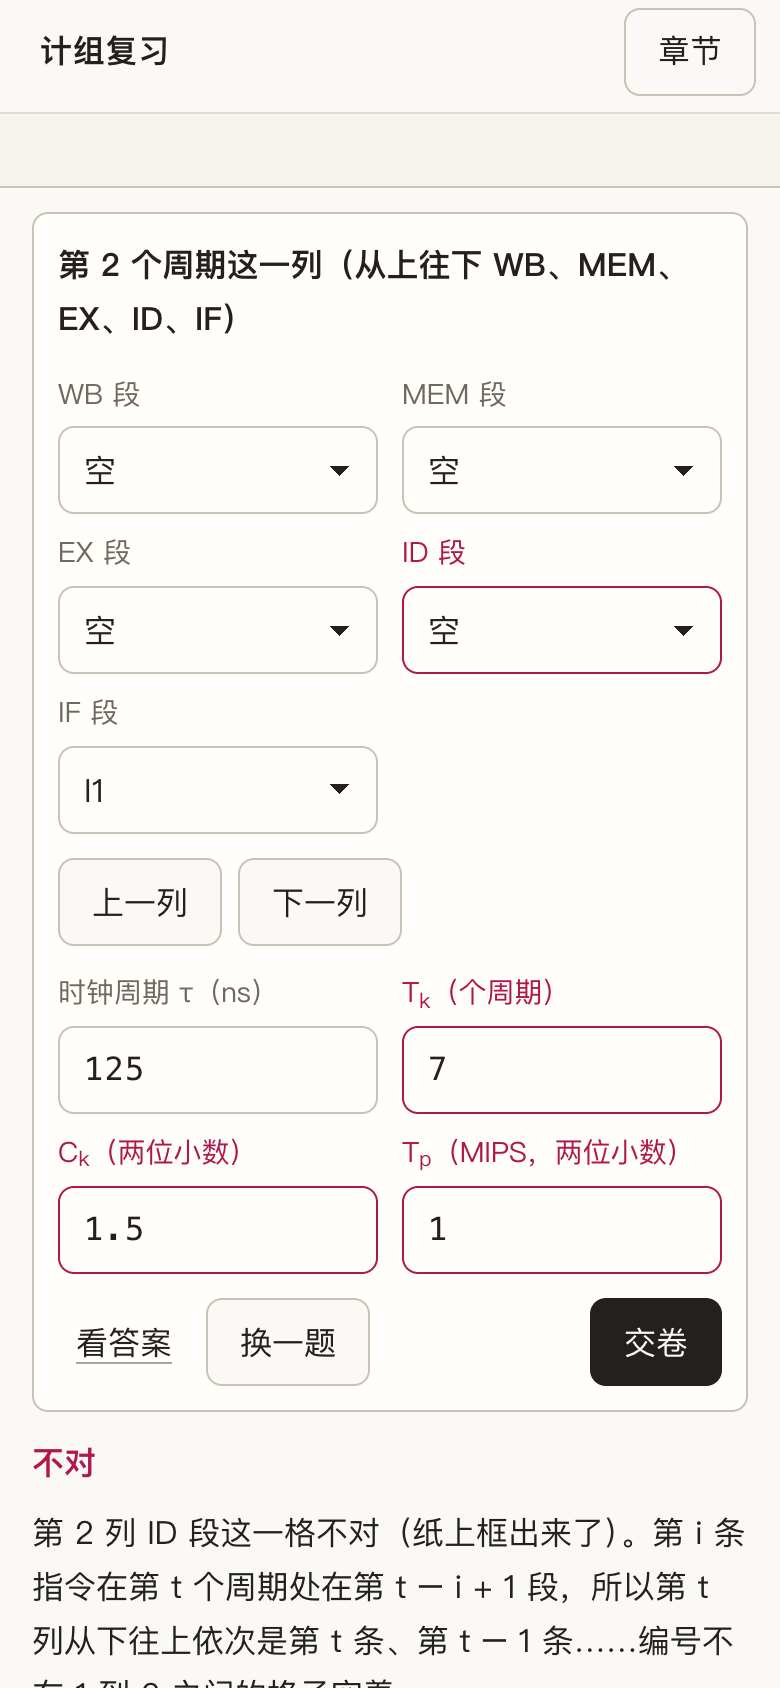 计组复习
章节
第 2 个周期这一列（从上往下 WB、MEM、
EX、ID、IF）
WB 段
MEM 段
空
空
EX 段
ID 段
空
空
IF 段
I1
上一列
下一列
时钟周期 τ（ns）
Tk（个周期）
125
7
Ck（两位小数）
Tp（MIPS，两位小数）
1.5
1
看答案
换一题
交卷
不对
第 2 列 ID 段这一格不对（纸上框出来了）。第 i 条
指令在第 t 个周期处在第 t − i + 1 段，所以第 t
列从下往上依次是第 t 条、第 t − 1 条……编号不